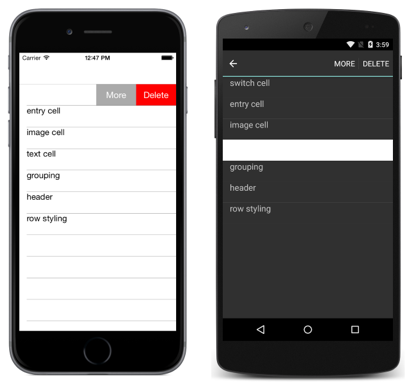 Carrier 12:47 PM
More Delete
entry cell
image cell
text cell
grouping
header
row styling
3:59
MORE DELETE
switch cell
entry cell
image cell
grouping
header
row styling